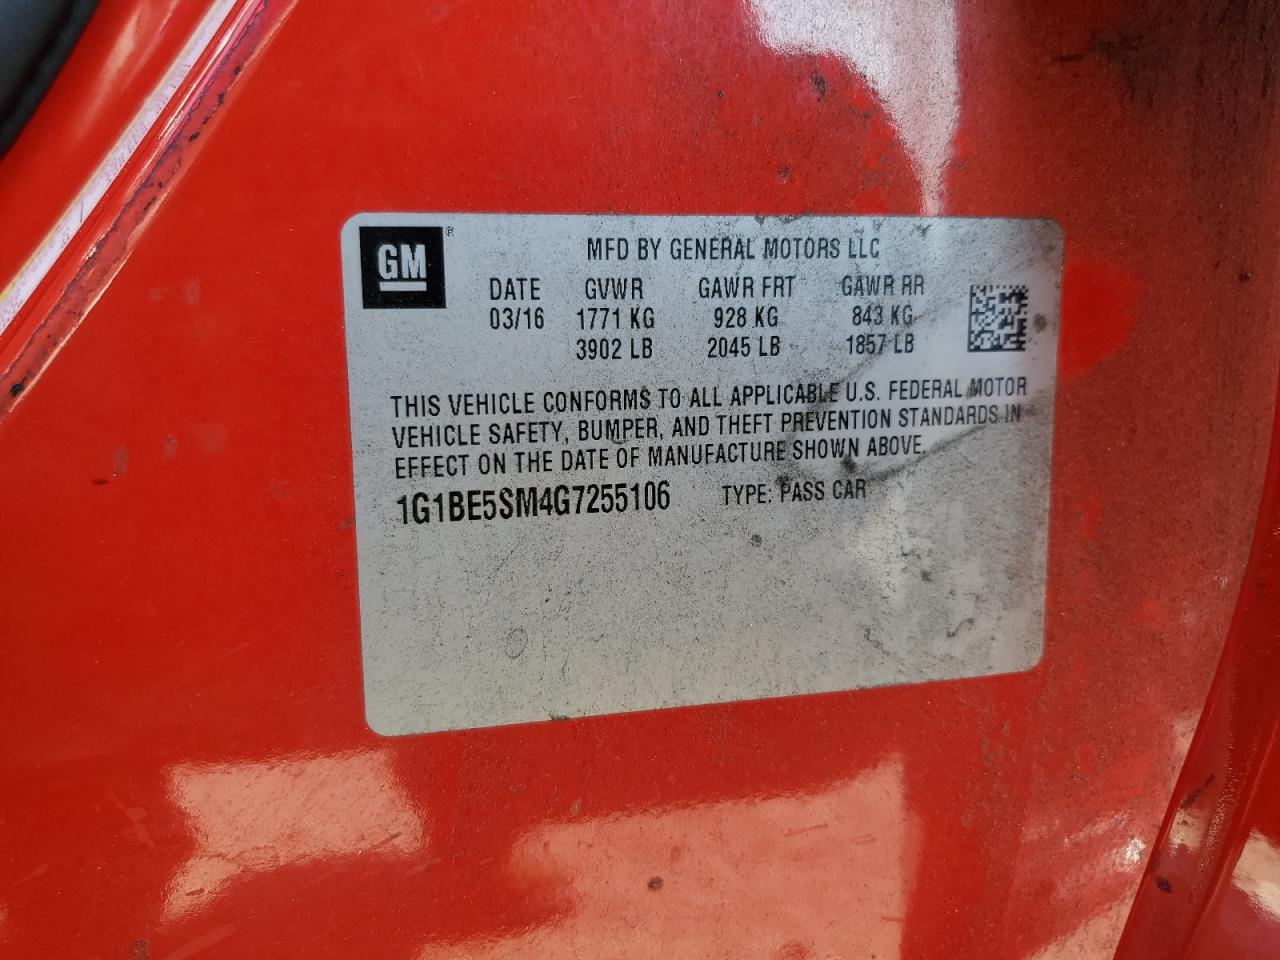 GM®
MFD BY GENERAL MOTORS LLC
DATE GVWR GAWR FRT GAWR RR
03/16 1771 KG 928 KG 843 KG
3902 LB 2045 LB 1857 LB
THIS VEHICLE CONFORMS TO ALL APPLICABLE U.S. FEDERAL MOTOR
VEHICLE SAFETY, BUMPER, AND THEFT PREVENTION STANDARDS IN
EFFECT ON THE DATE OF MANUFACTURE SHOWN ABOVE.
1G1BE5SM4G7255106 TYPE: PASS CAR